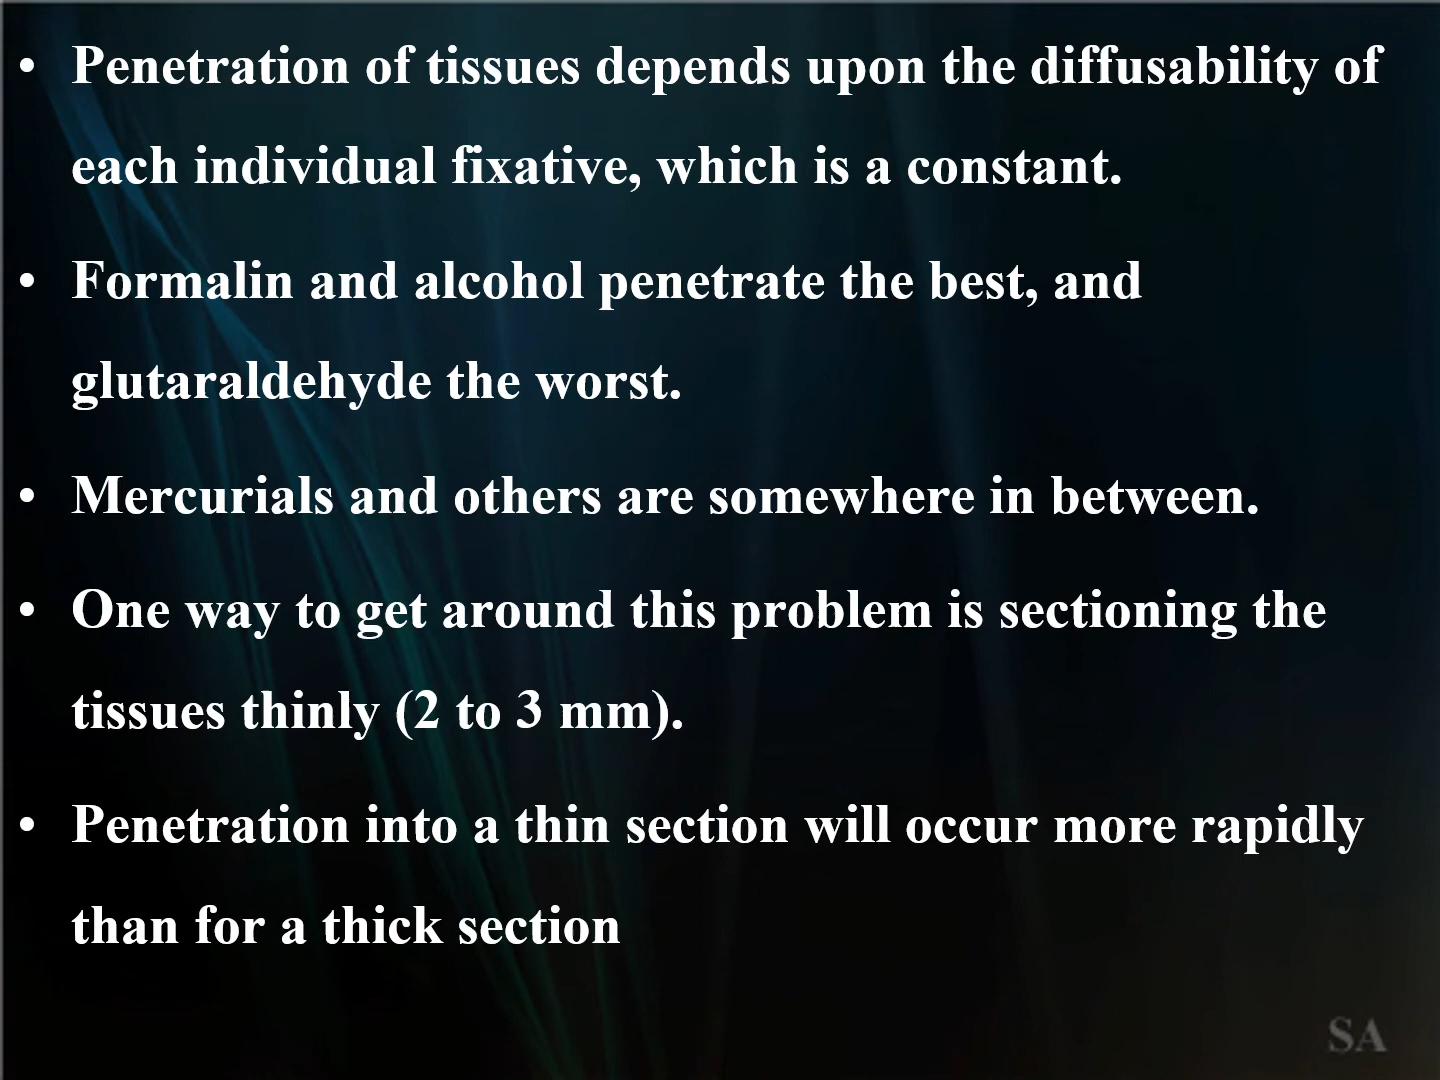 • Penetration of tissues depends upon the diffusability of
each individual fixative, which is a constant.
• Formalin and alcohol penetrate the best, and
glutaraldehyde the worst.
• Mercurials and others are somewhere in between.
• One way to get around this problem is sectioning the
tissues thinly (2 to 3 mm).
• Penetration into a thin section will occur more rapidly
than for a thick section
SA